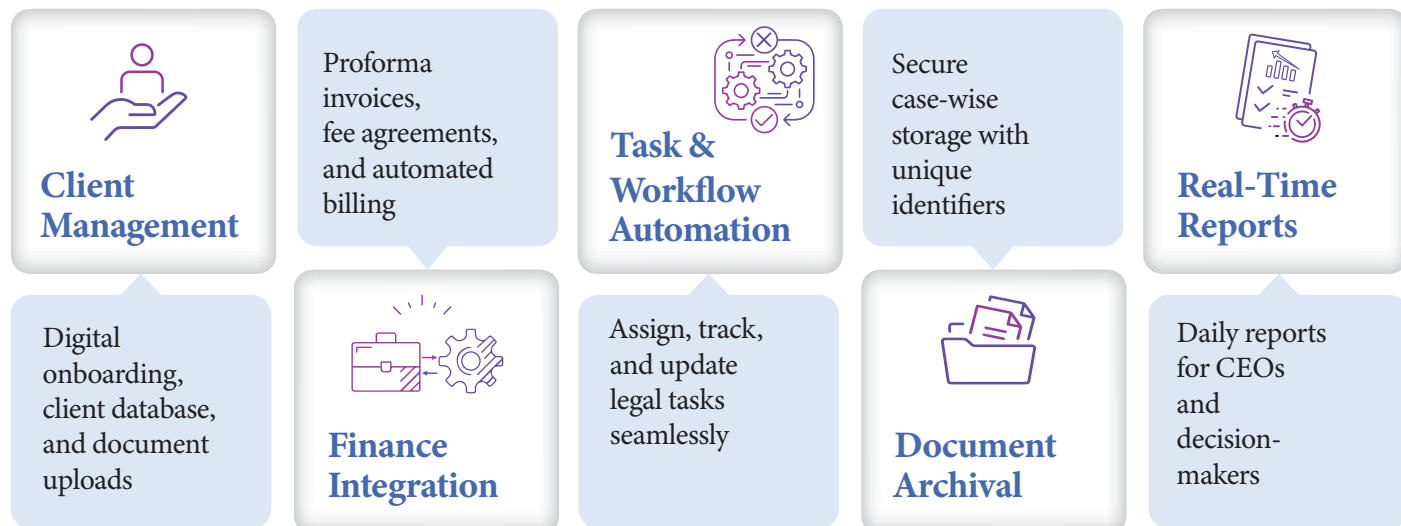 Client
Management
Digital
onboarding,
client database,
and document
uploads
Proforma
invoices,
fee agreements,
and automated
billing
Finance
Integration
Task &
Workflow
Automation
Assign, track,
and update
legal tasks
seamlessly
Secure
case-wise
storage with
unique
identifiers
Document
Archival
Real-Time
Reports
Daily reports
for CEOs
and
decision-
makers